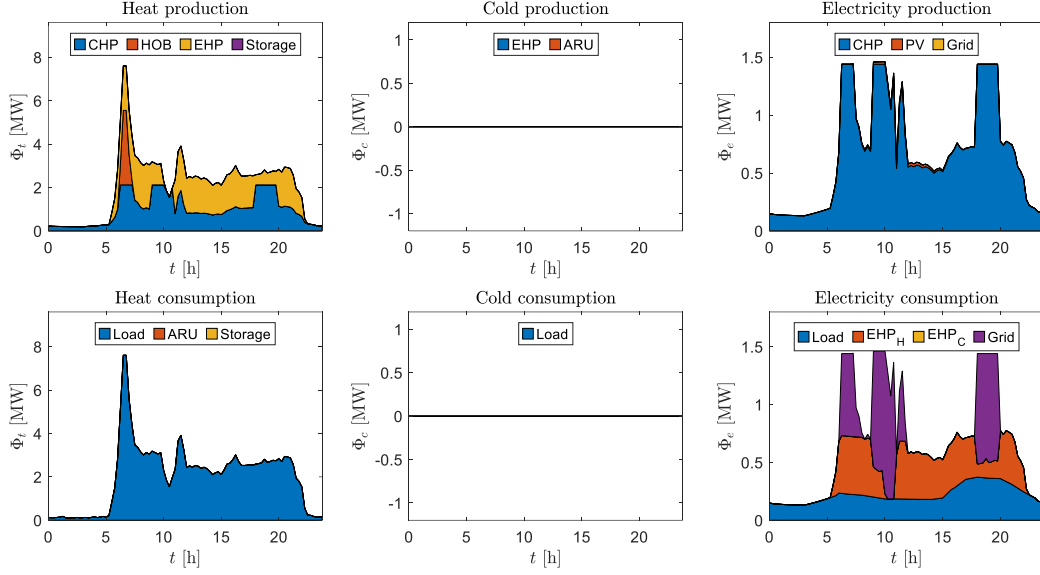 Heat production
CHP HOB EHP Storage
Φt [MW]
8
6
4
2
0
0 5 10 15 20
t [h]
Cold production
EHP ARU
Φc [MW]
1
0.5
0
-0.5
-1
0 5 10 15 20
t [h]
Electricity production
CHP PV Grid
Φe [MW]
1.5
1
0.5
0
0 5 10 15 20
t [h]
Heat consumption
Load ARU Storage
Φt [MW]
8
6
4
2
0
0 5 10 15 20
t [h]
Cold consumption
Load
Φc [MW]
1
0.5
0
-0.5
-1
0 5 10 15 20
t [h]
Electricity consumption
Load EHPH EHPC Grid
Φe [MW]
1.5
1
0.5
0
0 5 10 15 20
t [h]